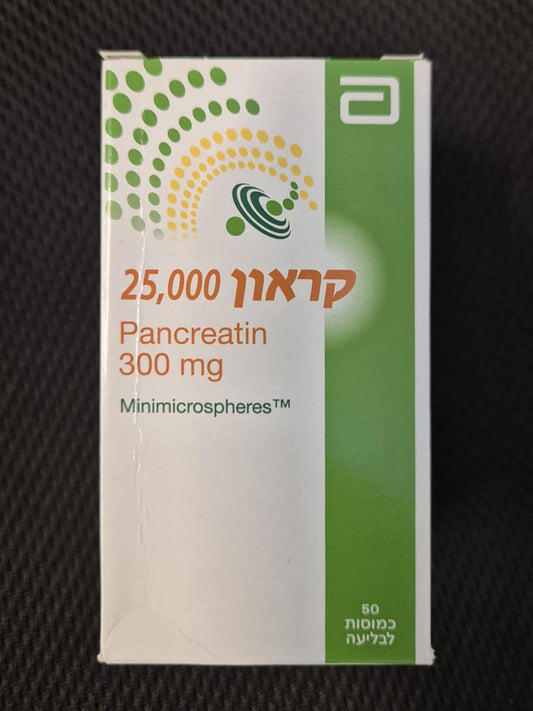 קראון 25,000
Pancreatin
300 mg
Minimicrospheres™
50
כמוסות
לבליעה